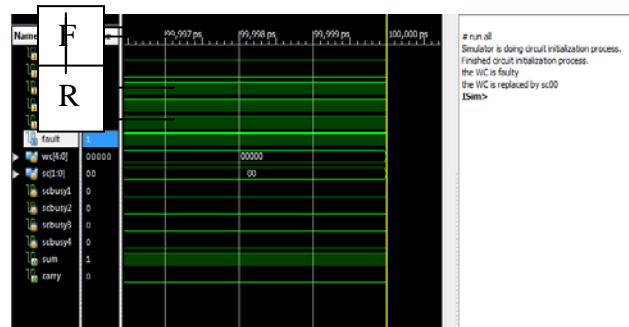 F
R
99,997 ps 99,998 ps 99,999 ps 100,000 ps
fault 1
wc[4:0] 00000 00000
sc[1:0] 00 00
scbusy1 0
scbusy2 0
scbusy3 0
scbusy4 0
sum 1
carry 0
# run all
Simulator is doing circuit initialization process.
Finished circuit initialization process.
the WC is faulty
the WC is replaced by sc00
ISim>